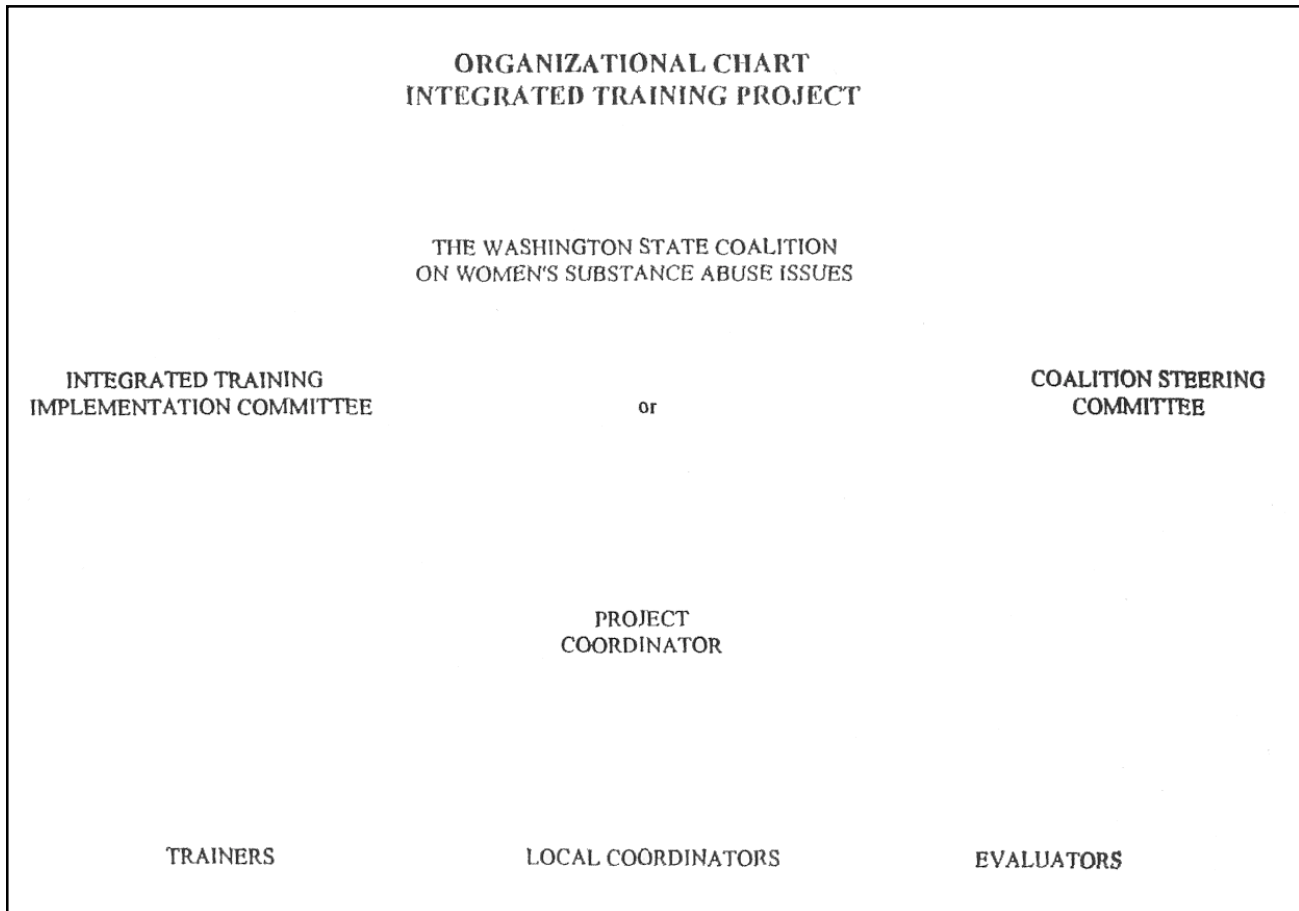 ORGANIZATIONAL CHART
INTEGRATED TRAINING PROJECT
THE WASHINGTON STATE COALITION
ON WOMEN'S SUBSTANCE ABUSE ISSUES
INTEGRATED TRAINING
IMPLEMENTATION COMMITTEE
or
COALITION STEERING
COMMITTEE
PROJECT
COORDINATOR
TRAINERS
LOCAL COORDINATORS
EVALUATORS